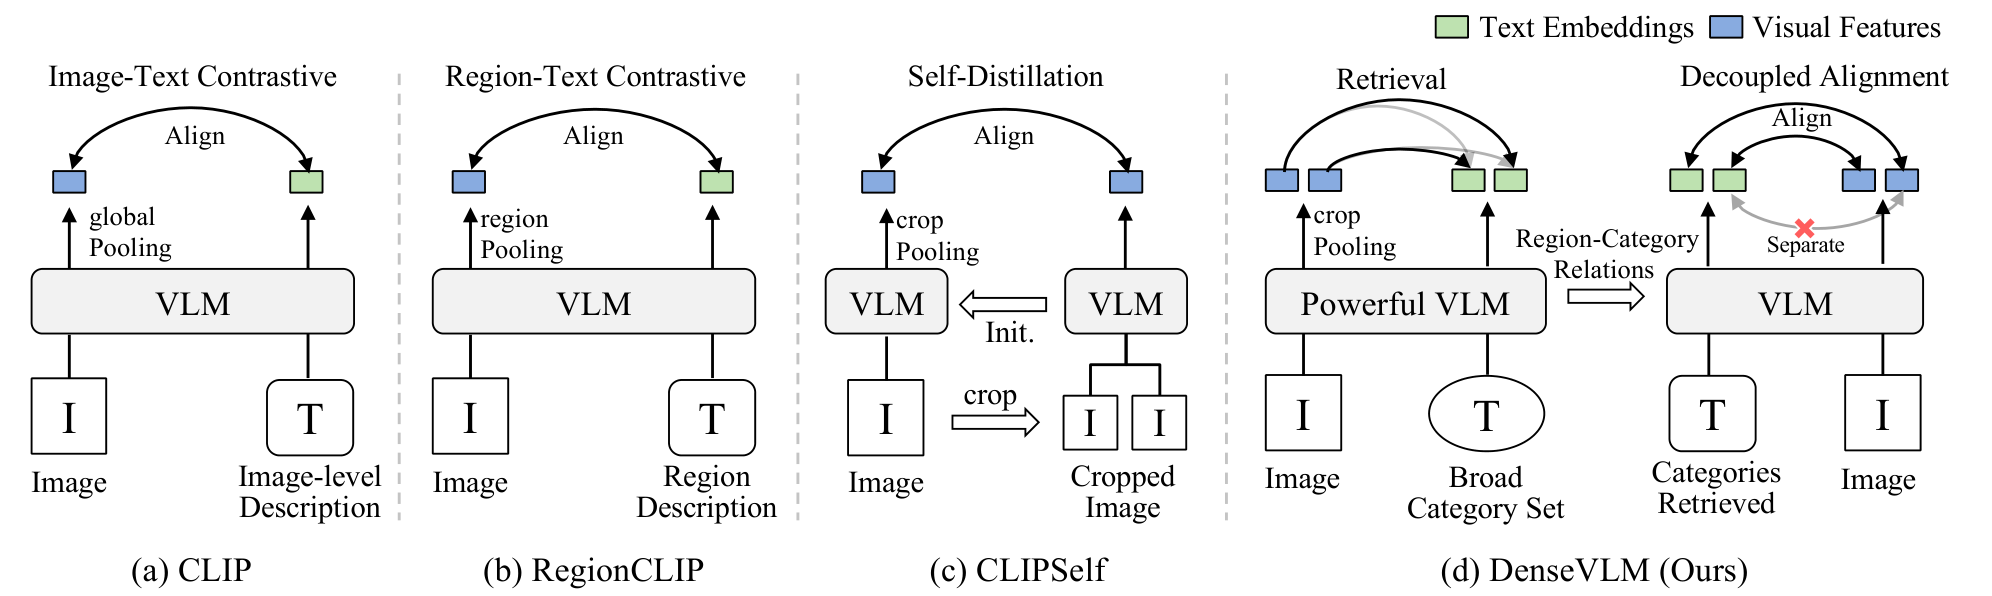 Text Embeddings
Visual Features
Image-Text Contrastive
Align
global
Pooling
VLM
I
T
Image
Image-level
Description
(a) CLIP
Region-Text Contrastive
Align
region
Pooling
VLM
I
T
Image
Region
Description
(b) RegionCLIP
Self-Distillation
Align
crop
Pooling
VLM
VLM
Init.
I
crop
I
I
Image
Cropped
Image
(c) CLIPSelf
Retrieval
crop
Pooling
Powerful VLM
I
T
Image
Broad
Category Set
Region-Category
Relations
Decoupled Alignment
Align
Separate
VLM
T
I
Categories
Retrieved
Image
(d) DenseVLM (Ours)